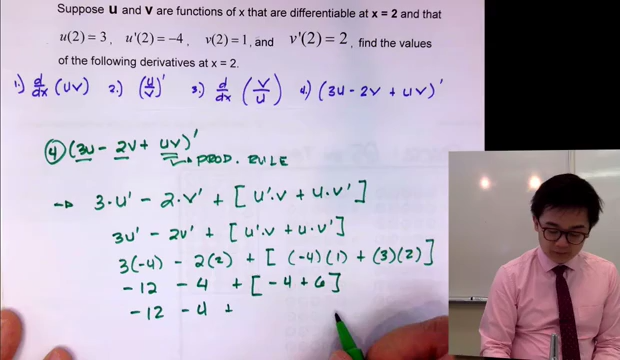 Suppose u and v are functions of x that are differentiable at x = 2 and that
u(2) = 3, u'(2) = -4, v(2) = 1, and v'(2) = 2, find the values
of the following derivatives at x = 2.
1.) d/dx (uv) 2.) (u/v)' 3.) d/dx (v/u) 4.) (3u - 2v + uv)'
④ (3u - 2v + uv)'
↳ PROD. RULE
→ 3·u' - 2·v' + [u'·v + u·v']
3u' - 2v' + [u'·v + u·v']
3(-4) - 2(2) + [(-4)(1) + (3)(2)]
-12 - 4 + [-4 + 6]
-12 - 4 +